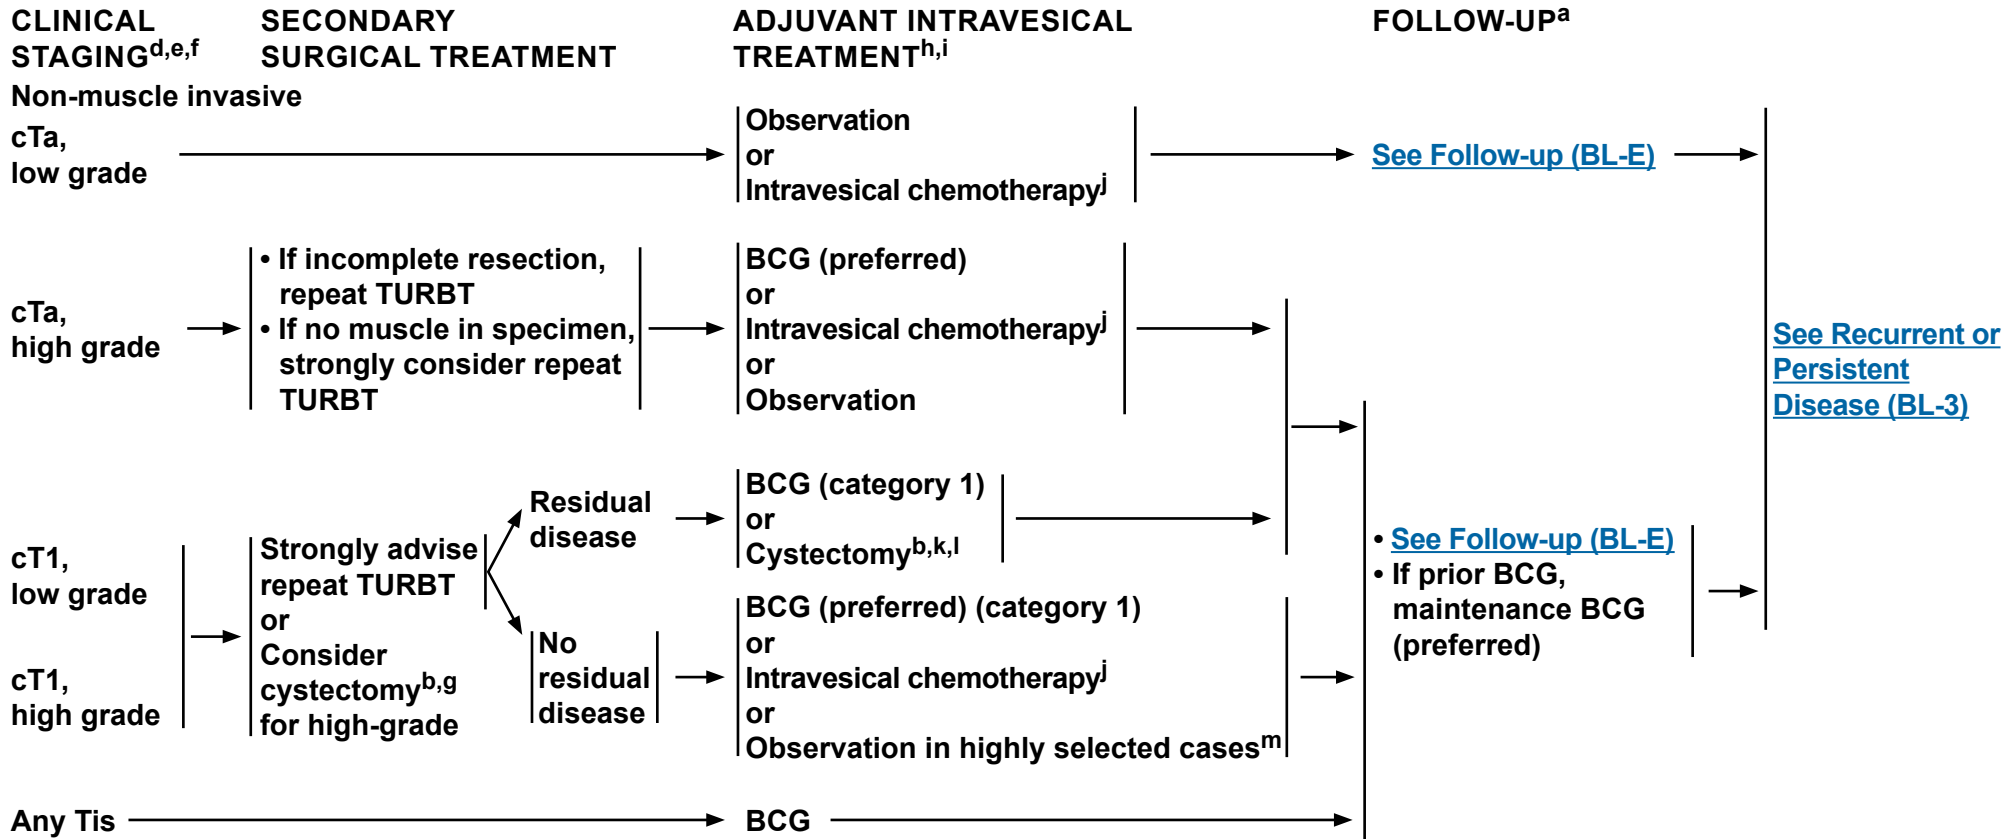 CLINICAL
STAGINGd,e,f
SECONDARY
SURGICAL TREATMENT
ADJUVANT INTRAVESICAL
TREATMENTh,i
FOLLOW-UPa
Non-muscle invasive
cTa,
low grade
Observation
or
Intravesical chemotherapyj
See Follow-up (BL-E)
cTa,
high grade
• If incomplete resection,
repeat TURBT
• If no muscle in specimen,
strongly consider repeat
TURBT
BCG (preferred)
or
Intravesical chemotherapyj
or
Observation
See Recurrent or
Persistent
Disease (BL-3)
cT1,
low grade
cT1,
high grade
Strongly advise
repeat TURBT
or
Consider
cystectomyb,g
for high-grade
Residual
disease
BCG (category 1)
or
Cystectomyb,k,l
No
residual
disease
BCG (preferred) (category 1)
or
Intravesical chemotherapyj
or
Observation in highly selected casesm
• See Follow-up (BL-E)
• If prior BCG,
maintenance BCG
(preferred)
Any Tis
BCG